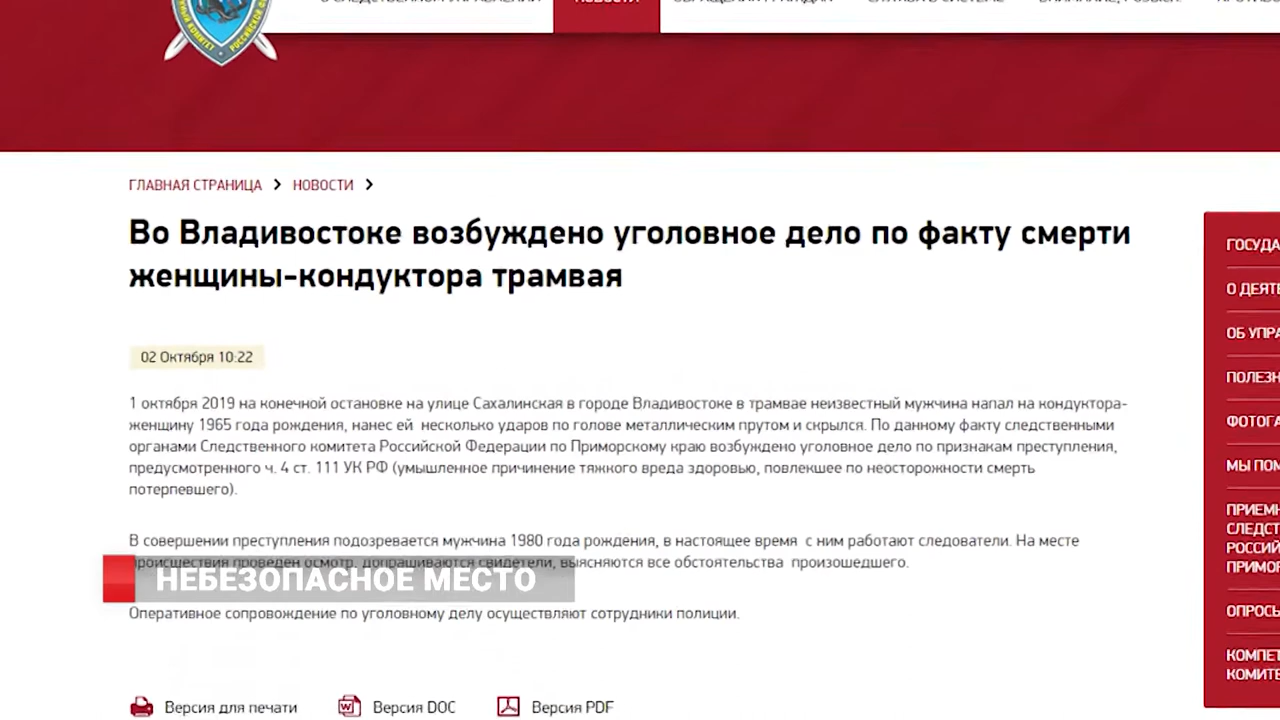 НОВОСТИ
ГЛАВНАЯ СТРАНИЦА > НОВОСТИ >
Во Владивостоке возбуждено уголовное дело по факту смерти
женщины-кондуктора трамвая
02 Октября 10:22
1 октября 2019 на конечной остановке на улице Сахалинская в городе Владивостоке в трамвае неизвестный мужчина напал на кондуктора-
женщину 1965 года рождения, нанес ей несколько ударов по голове металлическим прутом и скрылся. По данному факту следственными
органами Следственного комитета Российской Федерации по Приморскому краю возбуждено уголовное дело по признакам преступления,
предусмотренного ч. 4 ст. 111 УК РФ (умышленное причинение тяжкого вреда здоровью, повлекшее по неосторожности смерть
потерпевшего).
В совершении преступления подозревается мужчина 1980 года рождения, в настоящее время с ним работают следователи. На месте
происшествия проведен осмотр, допрашиваются свидетели, выясняются все обстоятельства произошедшего.
НЕБЕЗОПАСНОЕ МЕСТО
Оперативное сопровождение по уголовному делу осуществляют сотрудники полиции.
Версия для печати Версия DOC Версия PDF
ГОСУДА
О ДЕЯТЕ
ОБ УПРА
ПОЛЕЗН
ФОТОГА
МЫ ПОМ
ПРИЕМН
СЛЕДСТ
РОССИЙ
ПРИМОР
ОПРОСЫ
КОМПЕТ
КОМИТЕ